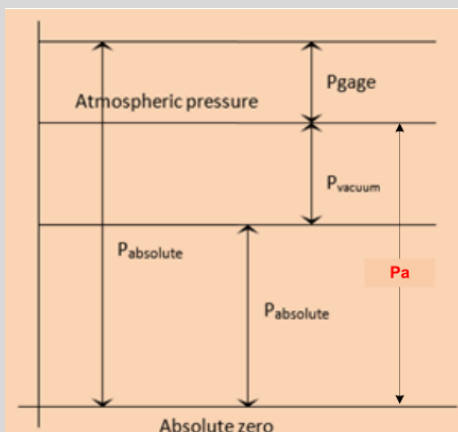 Pgage
Atmospheric pressure
Pvacuum
Pabsolute
Pa
Pabsolute
Absolute zero